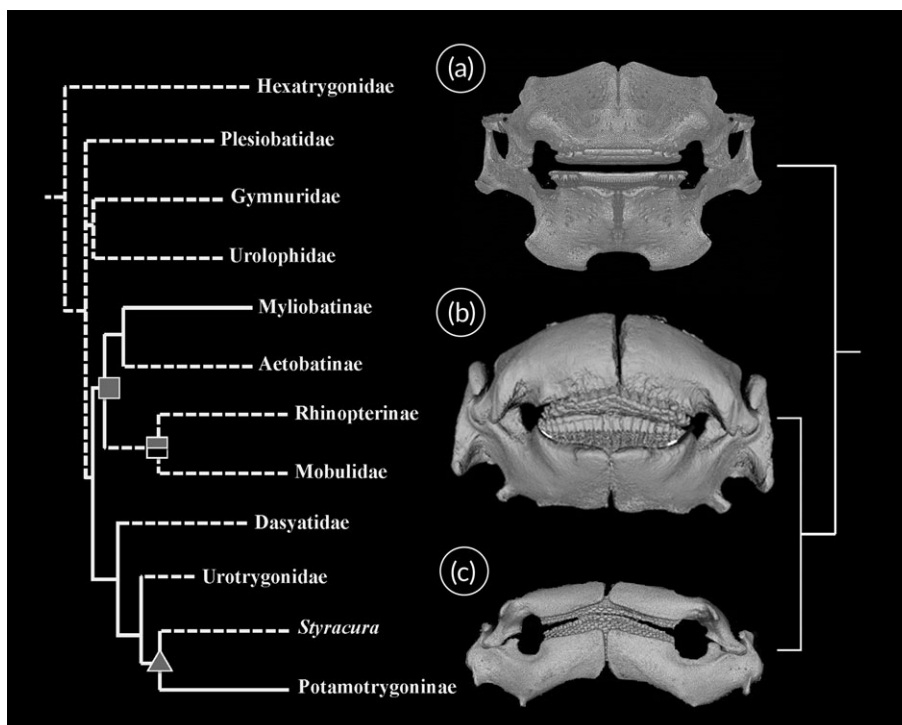 (a)
Hexatrygonidae
Plesiobatidae
Gymnuridae
Urolophidae
(b)
Myliobatinae
Aetobatinae
Rhinopterinae
Mobulidae
Dasyatidae
(c)
Urotrygonidae
Styracura
Potamotrygoninae